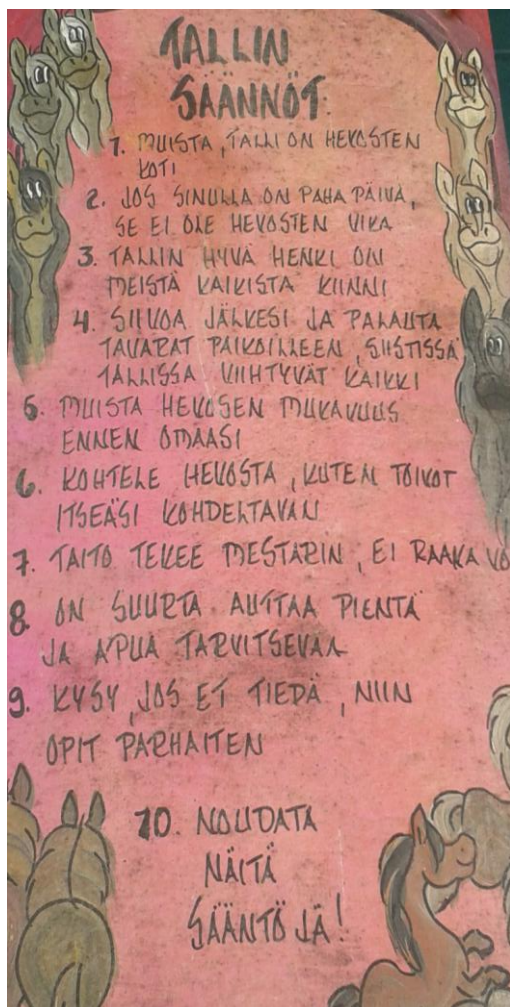 TALLIN
SÄÄNNÖT:
1. MUISTA, TALLI ON HEVOSTEN
KOTI
2. JOS SINULLA ON PAHA PÄIVÄ,
SE EI OLE HEVOSTEN VIKA
3. TALLIN HYVÄ HENKI ON
MEISTÄ KAIKISTA KIINNI
4. SIIVOA JÄLKESI JA PALAUTA
TAVARAT PAIKOILLEEN, SIISTISSÄ
TALLISSA VIIHTYVÄT KAIKKI
5. MUISTA HEVOSEN MUKAVUUS
ENNEN OMAASI
6. KOHTELE HEVOSTA, KUTEN TOIVOT
ITSEÄSI KOHDELTAVAN
7. TAITO TEKEE MESTARIN, EI RAAKA VO
8. ON SUURTA AUTTAA PIENTÄ
JA APUA TARVITSEVAA
9. KYSY, JOS ET TIEDÄ, NIIN
OPIT PARHAITEN
10. NOUDATA
NÄITÄ
SÄÄNTÖJÄ!